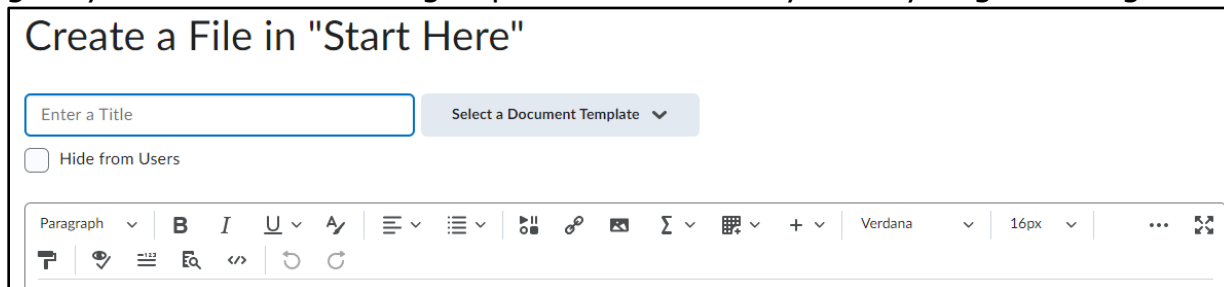 Create a File in "Start Here"
Enter a Title
Select a Document Template
Hide from Users
Paragraph B I U A Verdana 16px